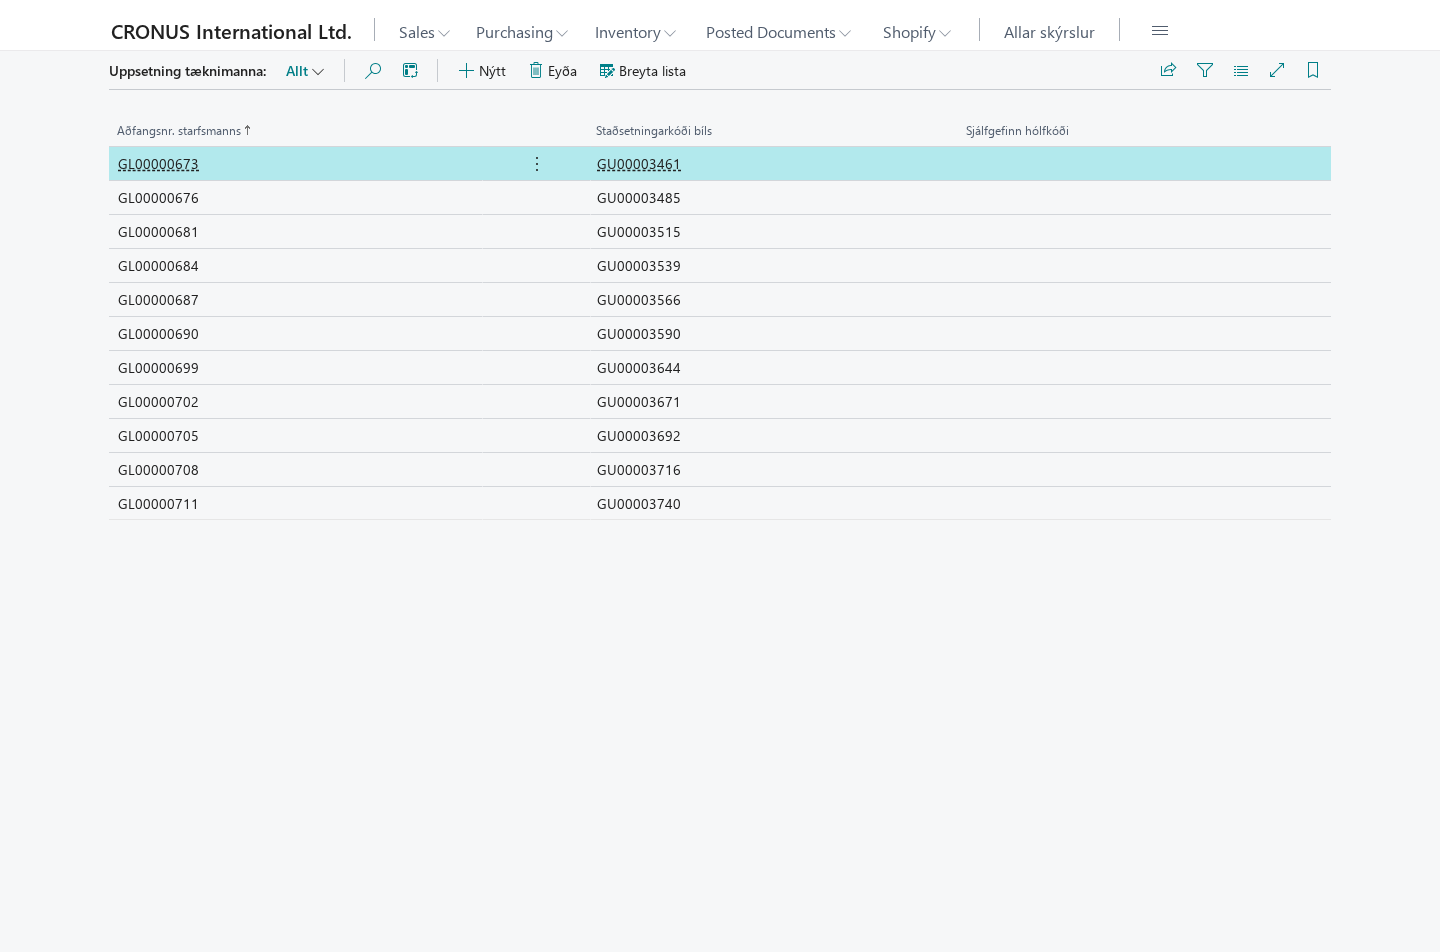 CRONUS International Ltd. Sales Purchasing Inventory Posted Documents Shopify Allar skýrslur
Uppsetning tæknimanna: Allt Nýtt Eyða Breyta lista
Aðfangsnr. starfsmanns ↑ Staðsetningarkóði bíls Sjálfgefinn hólfkóði
GL00000673 GU00003461
GL00000676 GU00003485
GL00000681 GU00003515
GL00000684 GU00003539
GL00000687 GU00003566
GL00000690 GU00003590
GL00000699 GU00003644
GL00000702 GU00003671
GL00000705 GU00003692
GL00000708 GU00003716
GL00000711 GU00003740